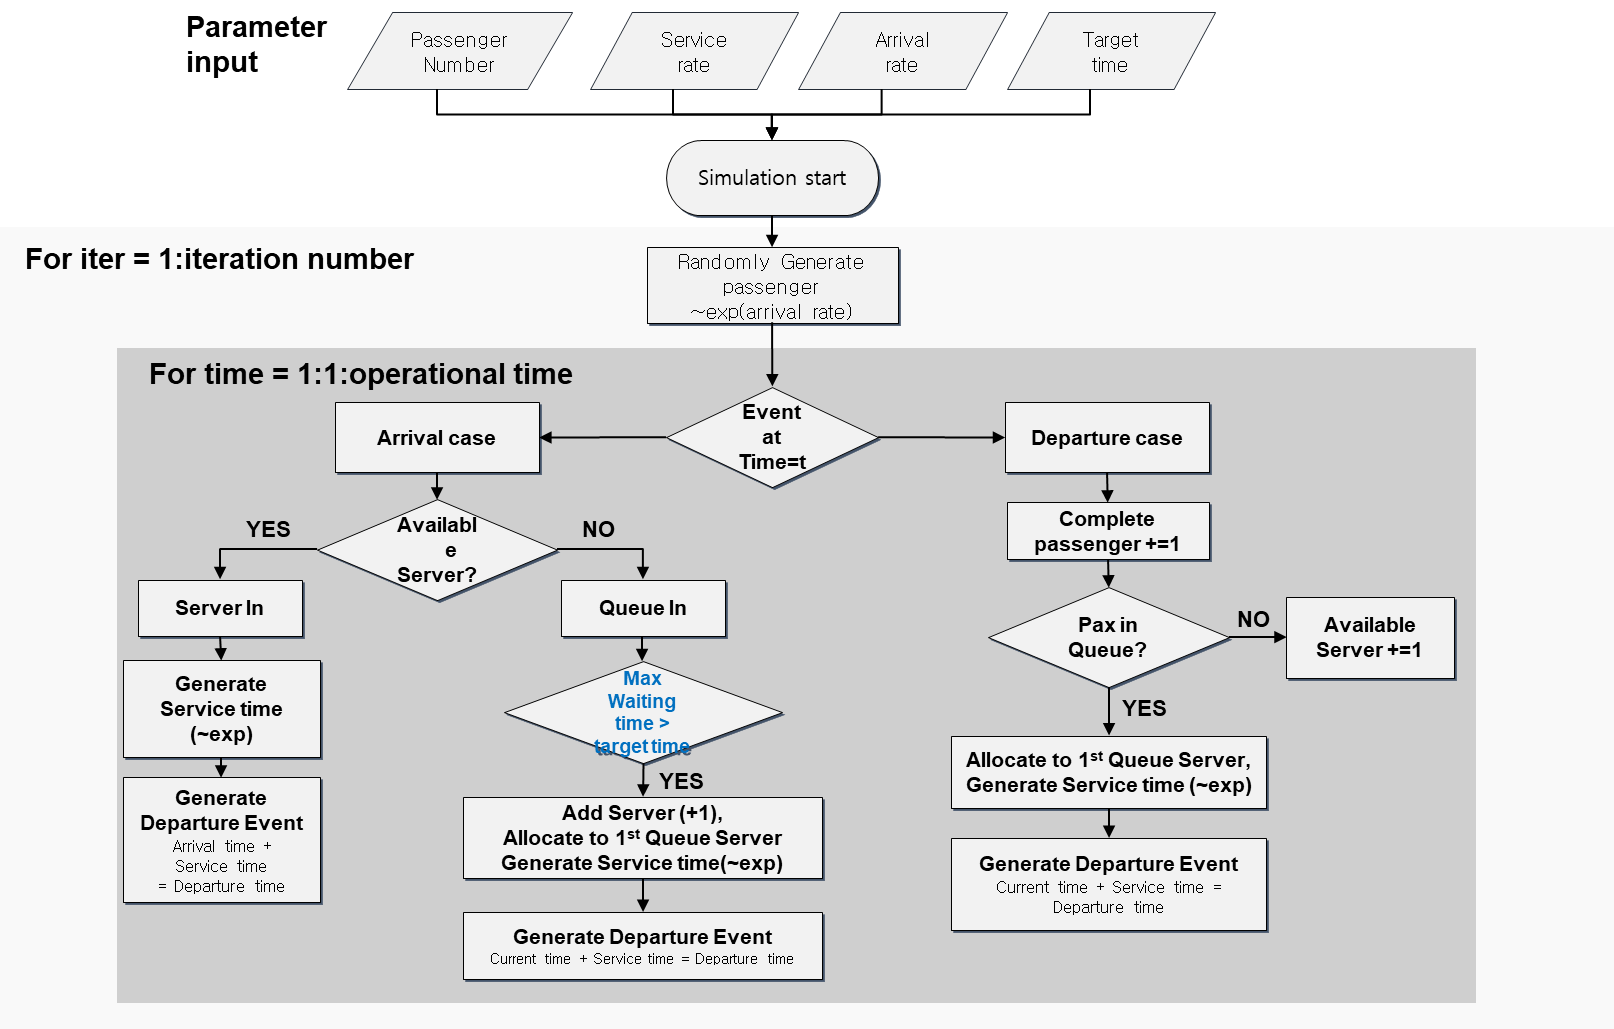 Parameter
input
Passenger
Number
Service
rate
Arrival
rate
Target
time
Simulation start
For iter = 1:iteration number
Randomly Generate
passenger
~exp(arrival rate)
For time = 1:1:operational time
Event
at
Time=t
Arrival case
Departure case
Availabl
e
Server?
YES
NO
Server In
Queue In
Generate
Service time
(~exp)
Generate
Departure Event
Arrival time +
Service time
= Departure time
Max
Waiting
time >
target time
YES
Add Server (+1),
Allocate to 1st Queue Server
Generate Service time(~exp)
Generate Departure Event
Current time + Service time = Departure time
Complete
passenger +=1
Pax in
Queue?
NO
Available
Server +=1
YES
Allocate to 1st Queue Server,
Generate Service time (~exp)
Generate Departure Event
Current time + Service time =
Departure time